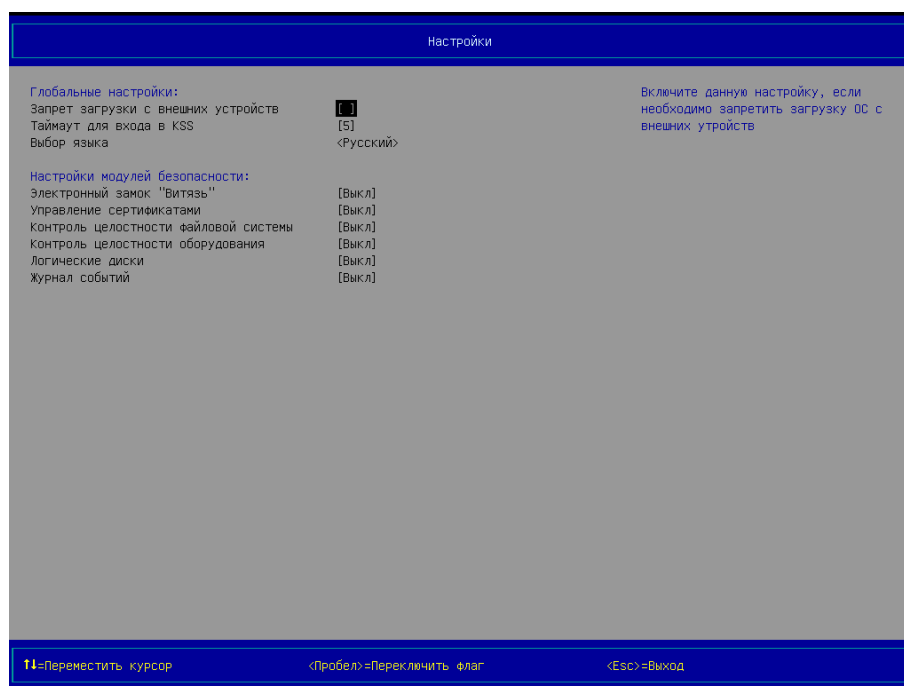 Настройки
Глобальные настройки:
Запрет загрузки с внешних устройств [ ]
Таймаут для входа в KSS [5]
Выбор языка <Русский>
Настройки модулей безопасности:
Электронный замок "Витязь" [Выкл]
Управление сертификатами [Выкл]
Контроль целостности файловой системы [Выкл]
Контроль целостности оборудования [Выкл]
Логические диски [Выкл]
Журнал событий [Выкл]
Включите данную настройку, если
необходимо запретить загрузку ОС с
внешних утройств
↑↓=Переместить курсор <Пробел>=Переключить флаг <Esc>=Выход